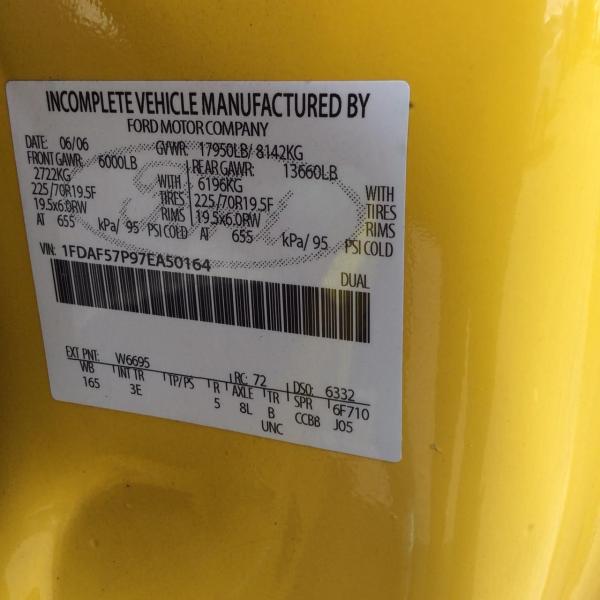 INCOMPLETE VEHICLE MANUFACTURED BY
FORD MOTOR COMPANY
DATE: 06/06 GVWR: 17950LB/ 8142KG
FRONT GAWR: 6000LB REAR GAWR: 13660LB
2722KG WITH 6196KG WITH
225/70R19.5F TIRES 225/70R19.5F TIRES
19.5x6.0RW RIMS 19.5x6.0RW RIMS
AT 655 kPa/ 95 PSI COLD AT 655 kPa/ 95 PSI COLD
VIN: 1FDAF57P97EA50164
DUAL
EXT PNT: W6695 RC: 72 DSO: 6332
WB INT TR TP/PS R AXLE TR SPR 6F710
165 3E 5 8L B CCB8 J05
UNC